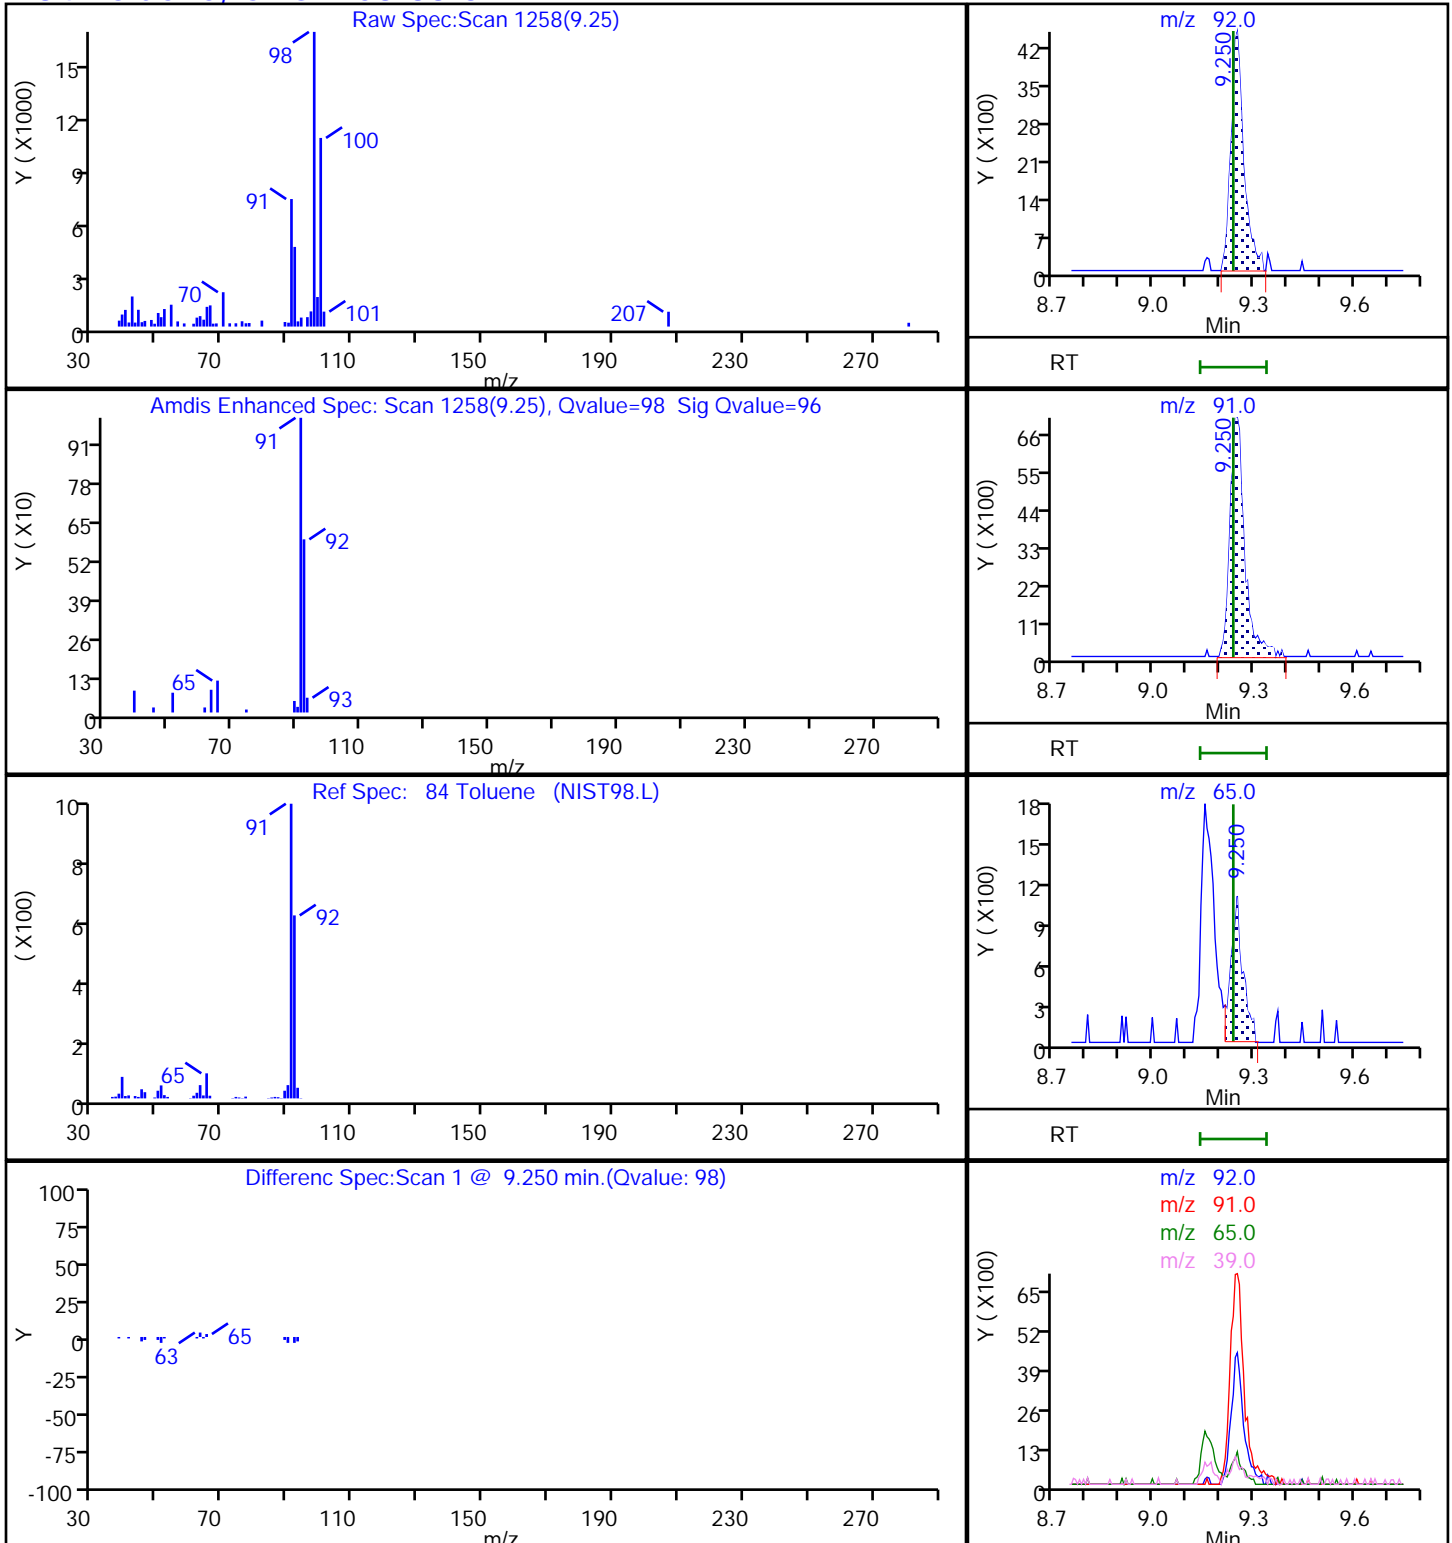 Raw Spec:Scan 1258(9.25)
Y ( X1000)
15
12
9
6
3
0
98
100
91
70
101
207
30 70 110 150 190 230 270
m/z
m/z 92.0
Y ( X100)
42
35
28
21
14
7
0
9.250
8.7 9.0 9.3 9.6
Min
RT
Amdis Enhanced Spec: Scan 1258(9.25), Qvalue=98 Sig Qvalue=96
Y ( X10)
91
78
65
52
39
26
13
0
91
92
65
93
30 70 110 150 190 230 270
m/z
m/z 91.0
Y ( X100)
66
55
44
33
22
11
0
9.250
8.7 9.0 9.3 9.6
Min
RT
Ref Spec: 84 Toluene (NIST98.L)
( X100)
10
8
6
4
2
0
91
92
65
30 70 110 150 190 230 270
m/z 65.0
Y ( X100)
18
15
12
9
6
3
0
9.250
8.7 9.0 9.3 9.6
Min
RT
Differenc Spec:Scan 1 @ 9.250 min.(Qvalue: 98)
Y
100
75
50
25
0
-25
-50
-75
-100
63
65
30 70 110 150 190 230 270
m/z
m/z 92.0
m/z 91.0
m/z 65.0
m/z 39.0
Y ( X100)
65
52
39
26
13
0
8.7 9.0 9.3 9.6
Min